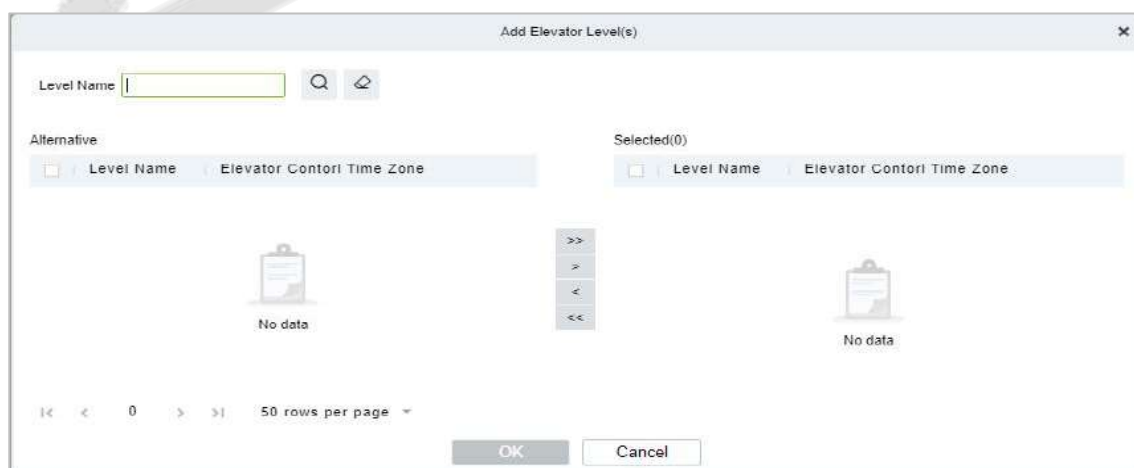 Add Elevator Level(s) ×
Level Name
Alternative
Selected(0)
Level Name Elevator Contorl Time Zone
Level Name Elevator Contorl Time Zone
>>
>
<
<<
No data
No data
|< < 0 > >| 50 rows per page
OK Cancel